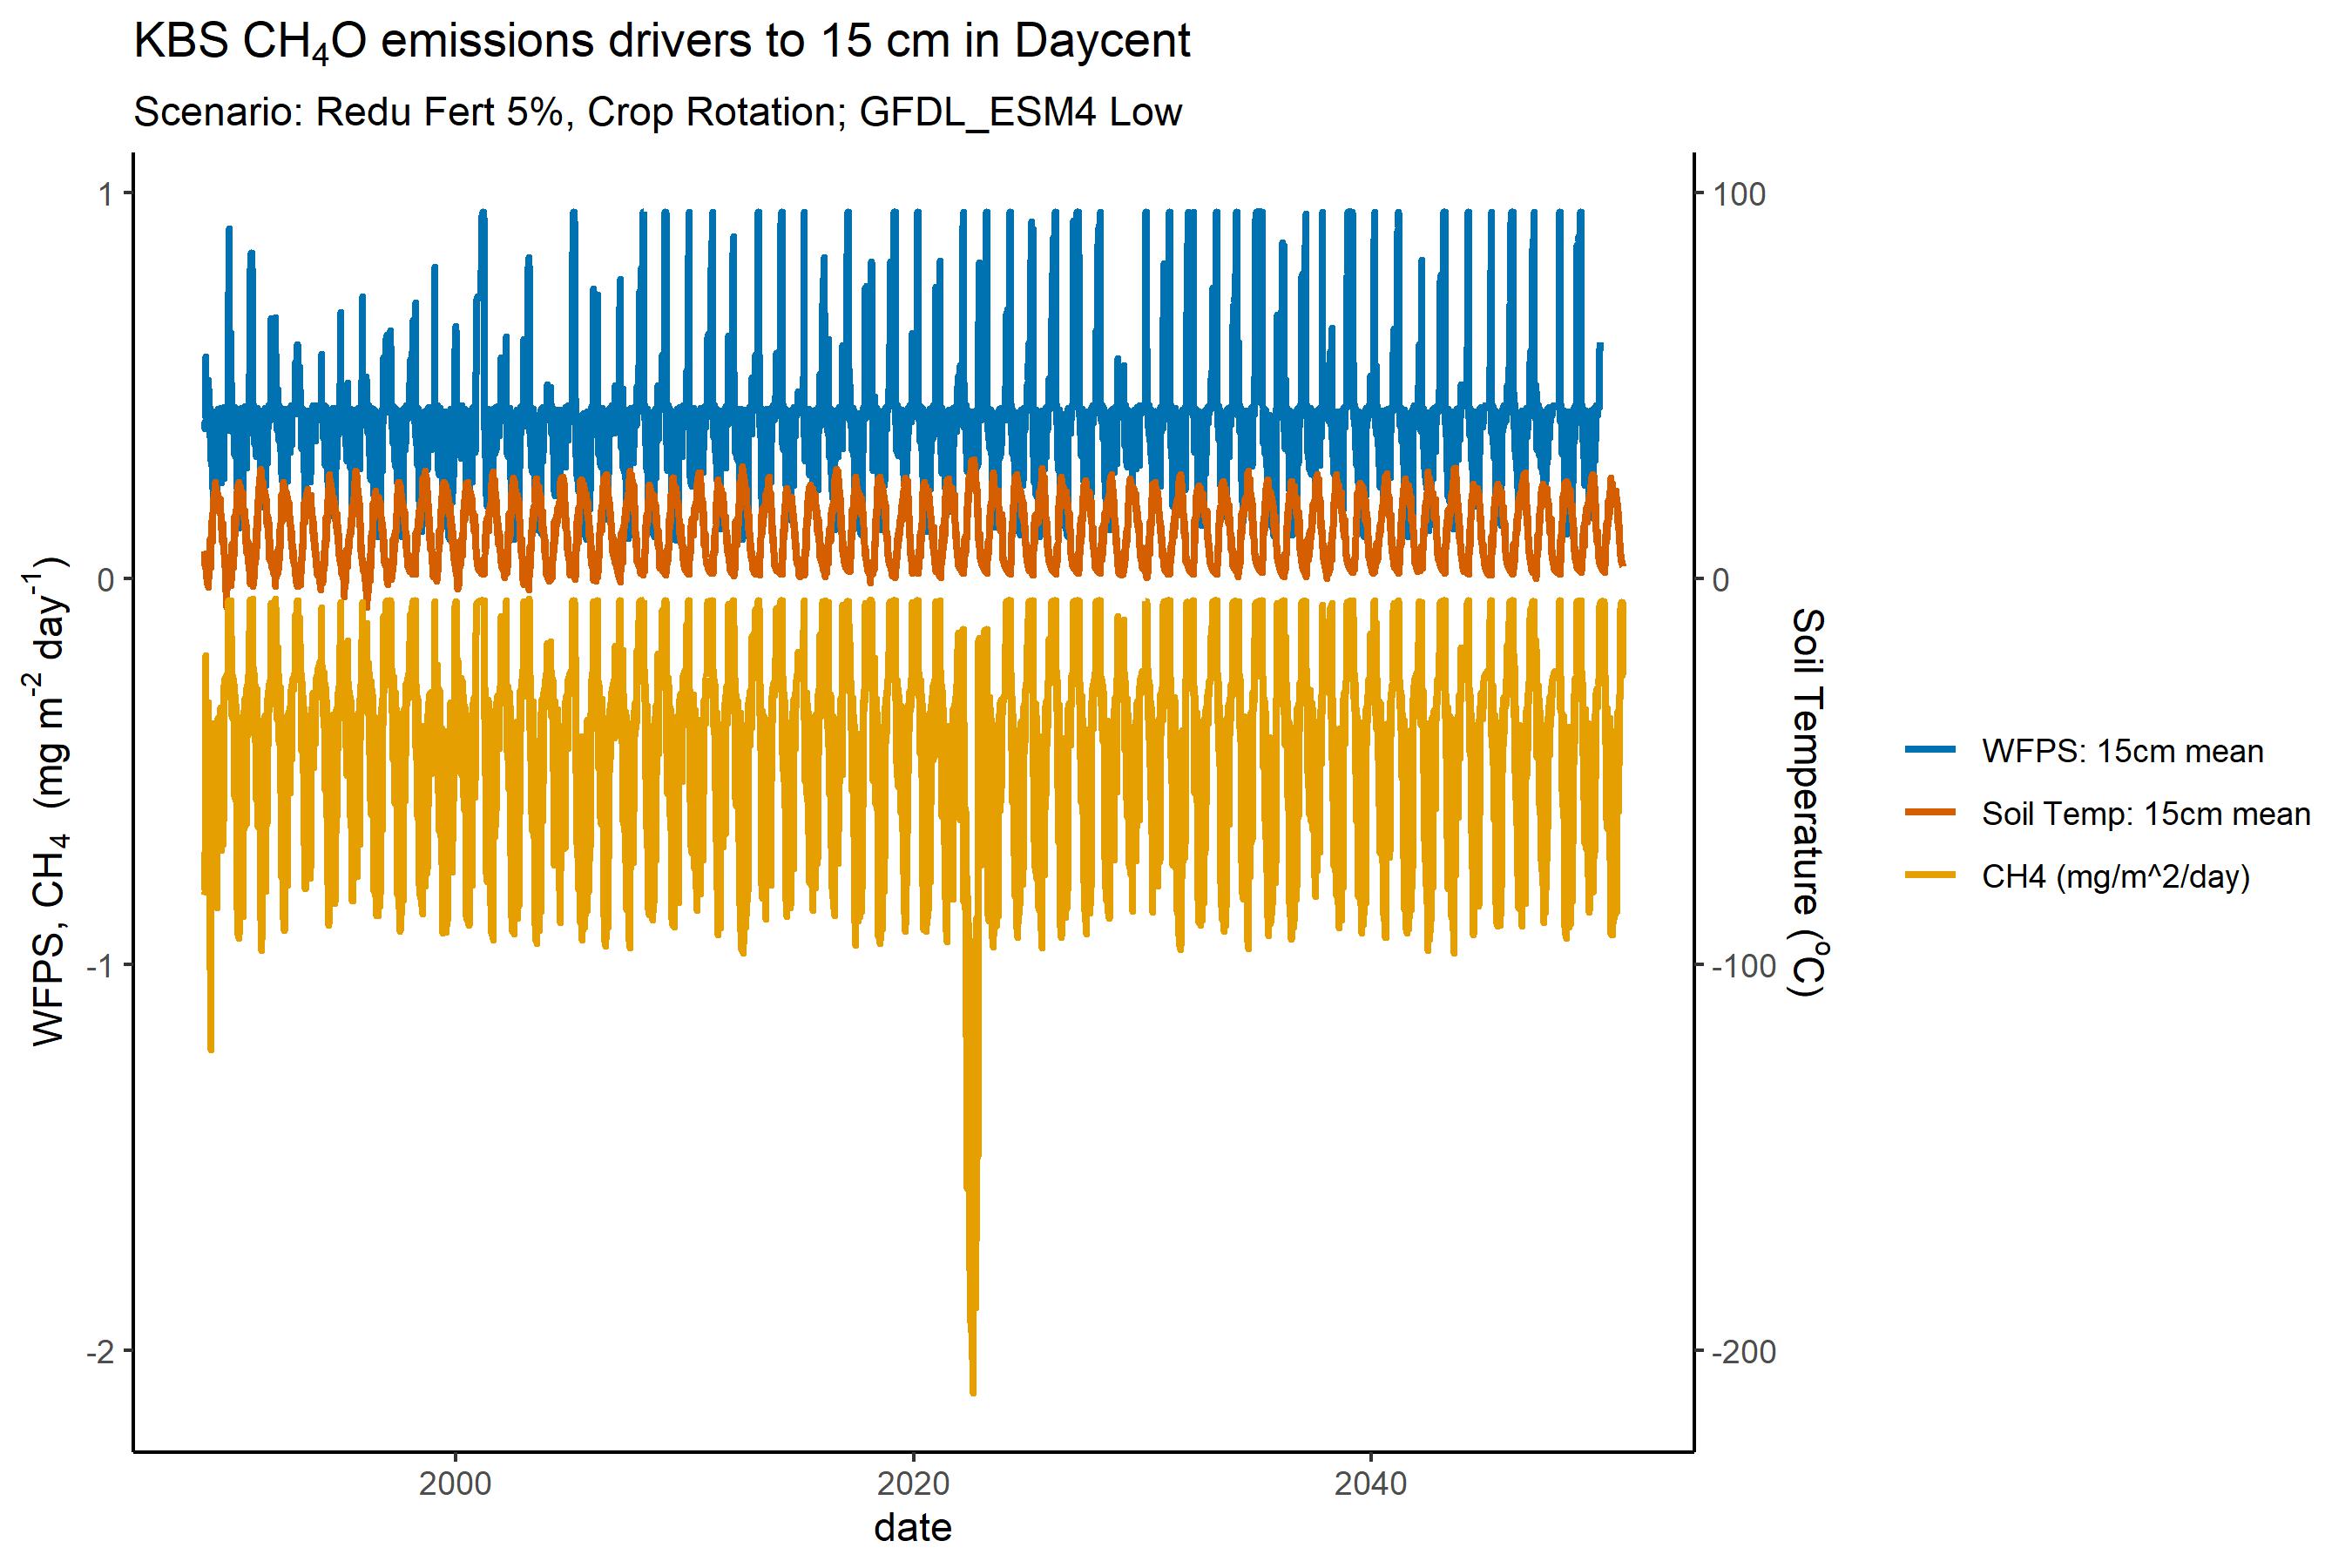 KBS CH₄O emissions drivers to 15 cm in Daycent
Scenario: Redu Fert 5%, Crop Rotation; GFDL_ESM4 Low
WFPS, CH₄ (mg m⁻² day⁻¹)
1
0
-1
-2
100
0
-100
-200
Soil Temperature (°C)
2000
2020
2040
date
WFPS: 15cm mean
Soil Temp: 15cm mean
CH4 (mg/m^2/day)